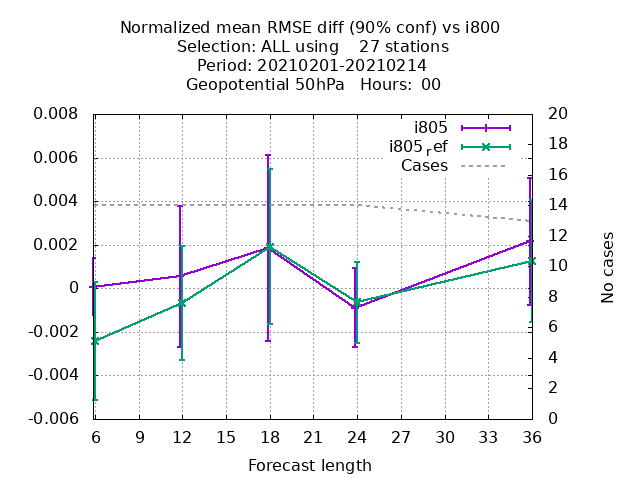 Normalized mean RMSE diff (90% conf) vs i800
Selection: ALL using    27 stations
Period: 20210201-20210214
Geopotential 50hPa   Hours:  00
i805
i805ref
Cases
0.008
0.006
0.004
0.002
0
-0.002
-0.004
-0.006
20
18
16
14
12
10
8
6
4
2
0
No cases
6 9 12 15 18 21 24 27 30 33 36
Forecast length